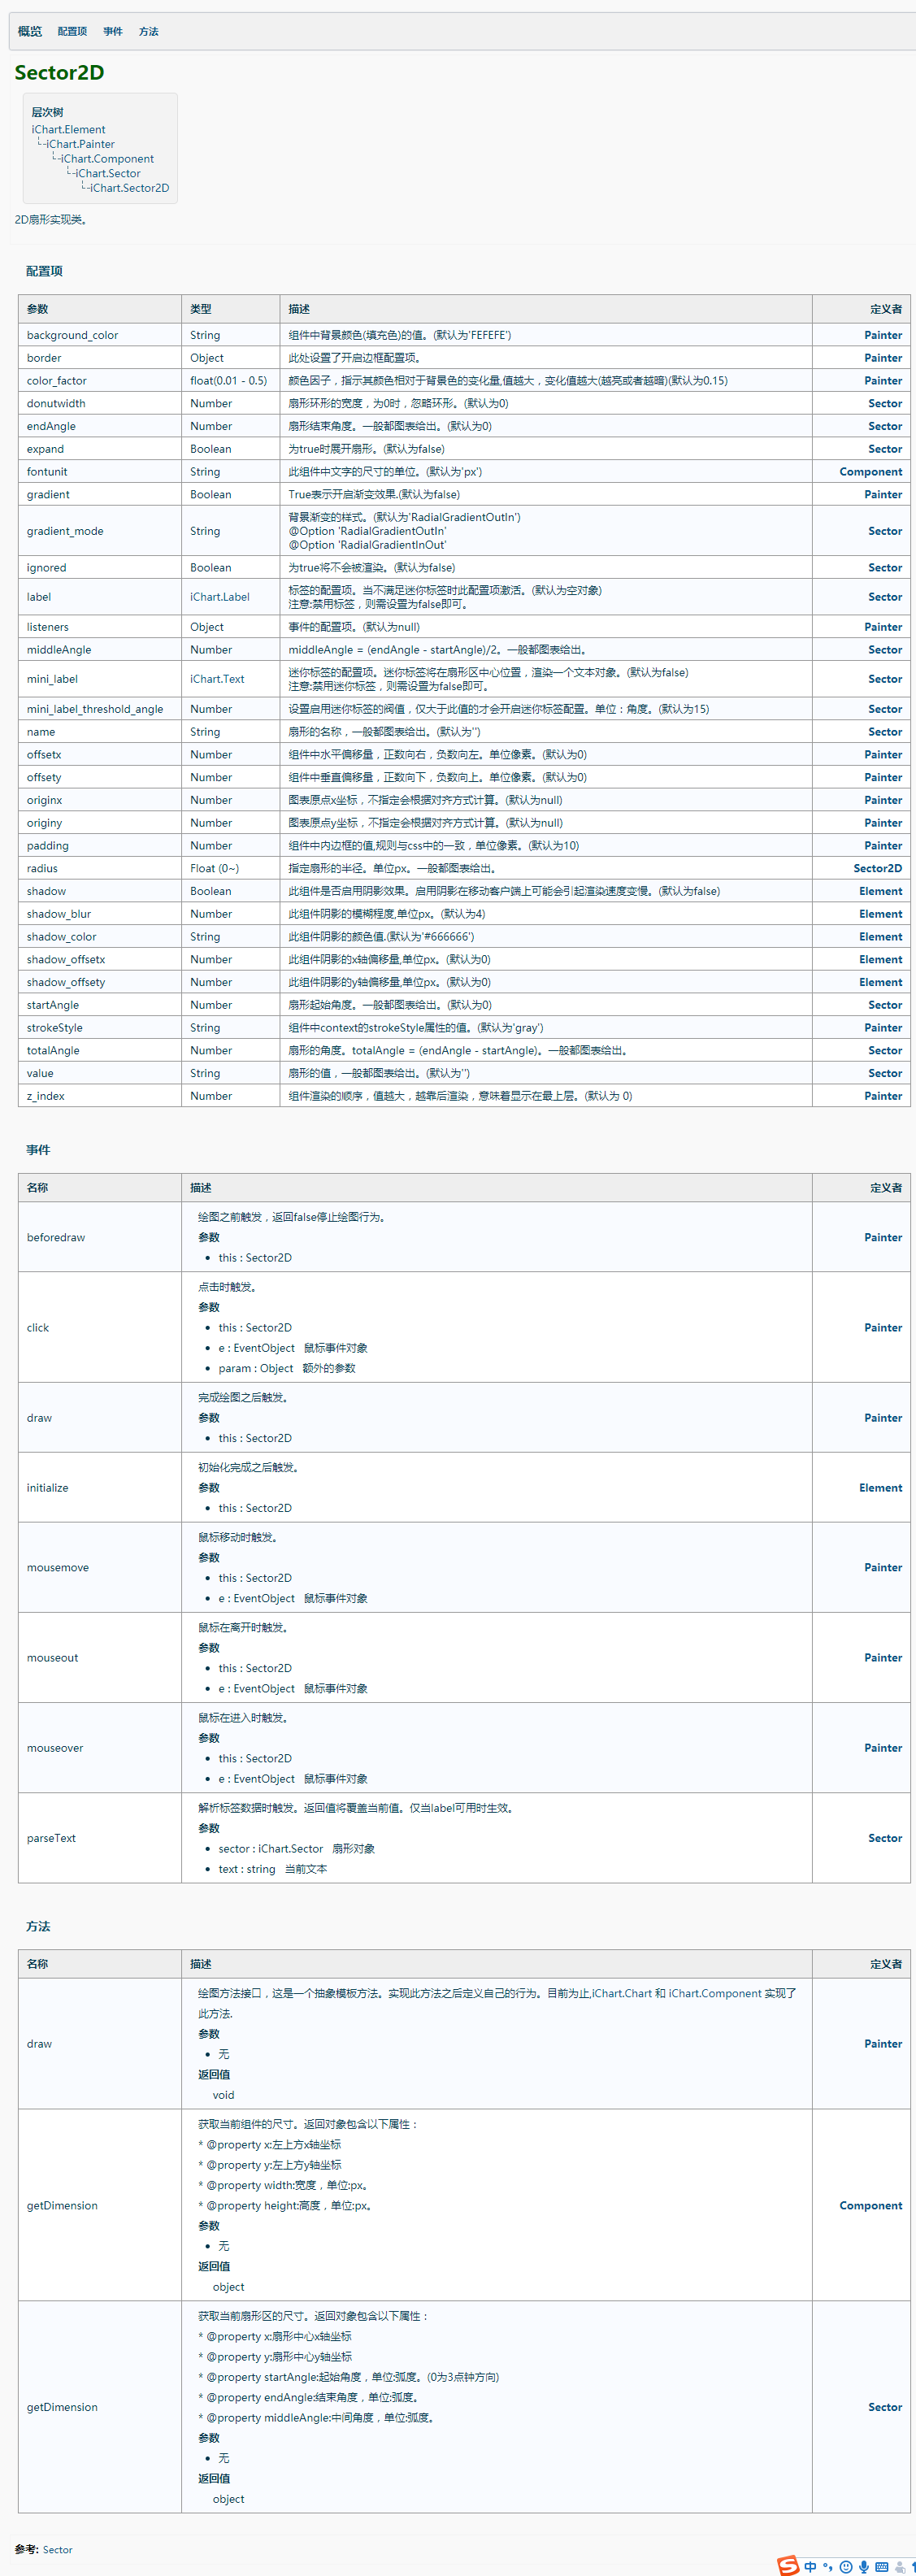 概览 配置项 事件 方法
Sector2D
层次树
iChart.Element
iChart.Painter
iChart.Component
iChart.Sector
iChart.Sector2D
2D扇形实现类。
配置项
参数 类型 描述 定义者
background_color String 组件中背景颜色(填充色)的值。(默认为'FEFEFE') Painter
border Object 此处设置了开启边框配置项。 Painter
color_factor float(0.01 - 0.5) 颜色因子，指示其颜色相对于背景色的变化量,值越大，变化值越大(越亮或者越暗)(默认为0.15) Painter
donutwidth Number 扇形环形的宽度，为0时，忽略环形。(默认为0) Sector
endAngle Number 扇形结束角度。一般都图表给出。(默认为0) Sector
expand Boolean 为true时展开扇形。(默认为false) Sector
fontunit String 此组件中文字的尺寸的单位。(默认为'px') Component
gradient Boolean True表示开启渐变效果.(默认为false) Painter
gradient_mode String 背景渐变的样式。(默认为'RadialGradientOutIn') Sector
@Option 'RadialGradientOutIn'
@Option 'RadialGradientInOut'
ignored Boolean 为true将不会被渲染。(默认为false) Sector
label iChart.Label 标签的配置项。当不满足迷你标签时此配置项激活。(默认为空对象) Sector
注意:禁用标签，则需设置为false即可。
listeners Object 事件的配置项。(默认为null) Painter
middleAngle Number middleAngle = (endAngle - startAngle)/2。一般都图表给出。 Sector
mini_label iChart.Text 迷你标签的配置项。迷你标签将在扇形区中心位置，渲染一个文本对象。(默认为false) Sector
注意:禁用迷你标签，则需设置为false即可。
mini_label_threshold_angle Number 设置启用迷你标签的阀值，仅大于此值的才会开启迷你标签配置。单位：角度。(默认为15) Sector
name String 扇形的名称，一般都图表给出。(默认为'') Sector
offsetx Number 组件中水平偏移量，正数向右，负数向左。单位像素。(默认为0) Painter
offsety Number 组件中垂直偏移量，正数向下，负数向上。单位像素。(默认为0) Painter
originx Number 图表原点x坐标，不指定会根据对齐方式计算。(默认为null) Painter
originy Number 图表原点y坐标，不指定会根据对齐方式计算。(默认为null) Painter
padding Number 组件中内边框的值,规则与css中的一致，单位像素。(默认为10) Painter
radius Float (0~) 指定扇形的半径。单位px。一般都图表给出。 Sector2D
shadow Boolean 此组件是否启用阴影效果。启用阴影在移动客户端上可能会引起渲染速度变慢。(默认为false) Element
shadow_blur Number 此组件阴影的模糊程度,单位px。(默认为4) Element
shadow_color String 此组件阴影的颜色值.(默认为'#666666') Element
shadow_offsetx Number 此组件阴影的x轴偏移量,单位px。(默认为0) Element
shadow_offsety Number 此组件阴影的y轴偏移量,单位px。(默认为0) Element
startAngle Number 扇形起始角度。一般都图表给出。(默认为0) Sector
strokeStyle String 组件中context的strokeStyle属性的值。(默认为'gray') Painter
totalAngle Number 扇形的角度。totalAngle = (endAngle - startAngle)。一般都图表给出。 Sector
value String 扇形的值，一般都图表给出。(默认为'') Sector
z_index Number 组件渲染的顺序，值越大，越靠后渲染，意味着显示在最上层。(默认为 0) Painter
事件
名称 描述 定义者
绘图之前触发，返回false停止绘图行为。
参数
beforedraw Painter
• this : Sector2D
点击时触发。
参数
click • this : Sector2D Painter
• e : EventObject 鼠标事件对象
• param : Object 额外的参数
完成绘图之后触发。
draw 参数 Painter
• this : Sector2D
初始化完成之后触发。
initialize 参数 Element
• this : Sector2D
鼠标移动时触发。
参数
mousemove Painter
• this : Sector2D
• e : EventObject 鼠标事件对象
鼠标在离开时触发。
参数
mouseout Painter
• this : Sector2D
• e : EventObject 鼠标事件对象
鼠标在进入时触发。
参数
mouseover Painter
• this : Sector2D
• e : EventObject 鼠标事件对象
解析标签数据时触发。返回值将覆盖当前值。仅当label可用时生效。
参数
parseText Sector
• sector : iChart.Sector 扇形对象
• text : string 当前文本
方法
名称 描述 定义者
绘图方法接口，这是一个抽象模板方法。实现此方法之后定义自己的行为。目前为止,iChart.Chart 和 iChart.Component 实现了
此方法.
参数
draw Painter
• 无
返回值
void
获取当前组件的尺寸。返回对象包含以下属性：
* @property x:左上方x轴坐标
* @property y:左上方y轴坐标
* @property width:宽度，单位:px。
getDimension * @property height:高度，单位:px。 Component
参数
• 无
返回值
object
获取当前扇形区的尺寸。返回对象包含以下属性：
* @property x:扇形中心x轴坐标
* @property y:扇形中心y轴坐标
* @property startAngle:起始角度，单位:弧度。(0为3点钟方向)
* @property endAngle:结束角度，单位:弧度。
getDimension Sector
* @property middleAngle:中间角度，单位:弧度。
参数
• 无
返回值
object
参考: Sector
S 中